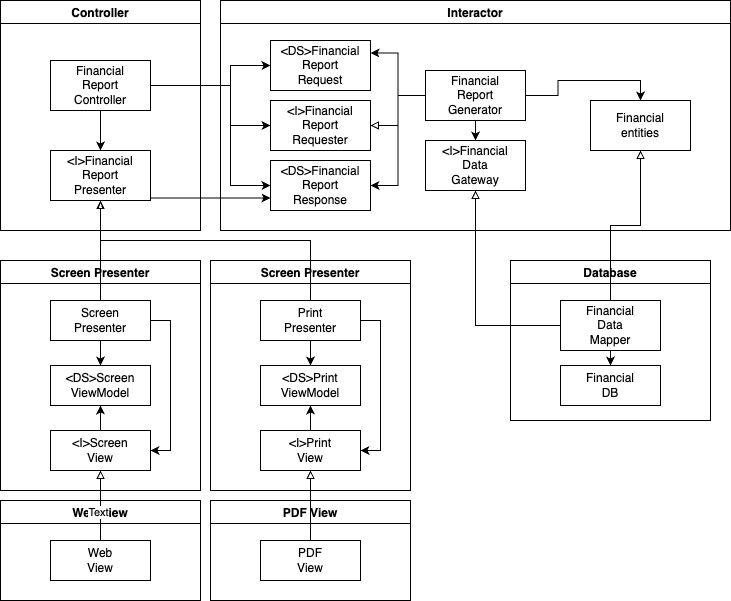 Controller
Interactor
Financial
Report
Controller
<I>Financial
Report
Presenter
<DS>Financial
Report
Request
<I>Financial
Report
Requester
<DS>Financial
Report
Response
Financial
Report
Generator
<I>Financial
Data
Gateway
Financial
entities
Screen Presenter
Screen
Presenter
<DS>Screen
ViewModel
<I>Screen
View
Screen Presenter
Print
Presenter
<DS>Print
ViewModel
<I>Print
View
Database
Financial
Data
Mapper
Financial
DB
Text
View
Web
View
PDF View
PDF
View